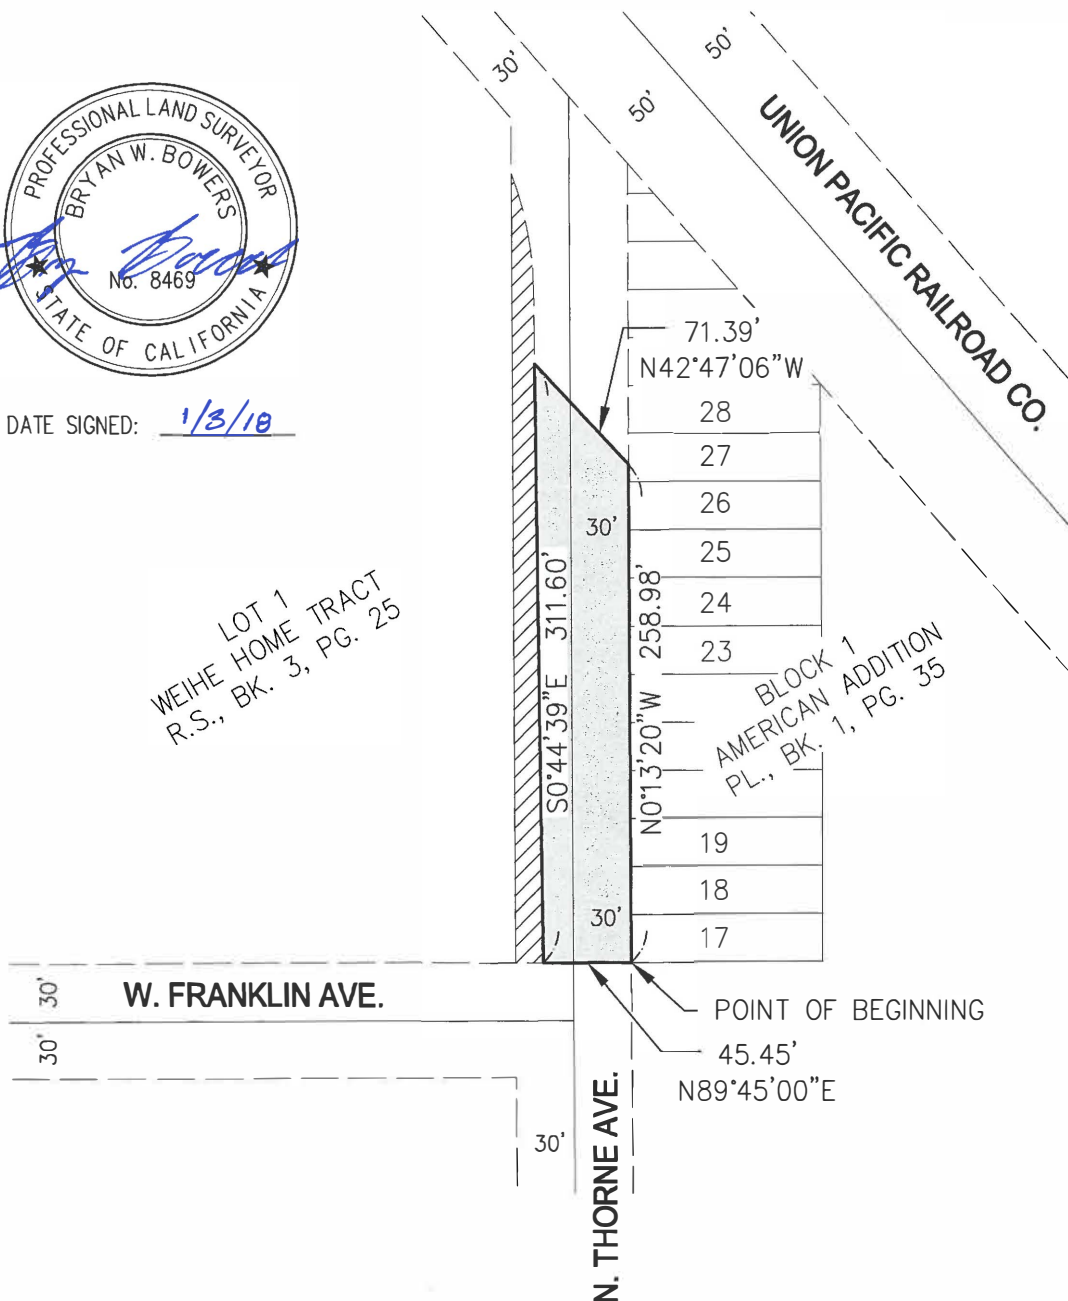 PROFESSIONAL LAND SURVEYOR
BRYAN W. BOWERS
No. 8469
STATE OF CALIFORNIA
DATE SIGNED: 1/3/18
30'
50'
50'
UNION PACIFIC RAILROAD CO.
71.39'
N42°47'06"W
28
27
26
25
24
23
19
18
17
30'
30'
S0°44'39"E 311.60'
N0°13'20"W 258.98'
LOT 1
WEIHE HOME TRACT
R.S., BK. 3, PG. 25
BLOCK 1
AMERICAN ADDITION
PL., BK. 1, PG. 35
30'
W. FRANKLIN AVE.
30'
POINT OF BEGINNING
45.45'
N89°45'00"E
30'
N. THORNE AVE.